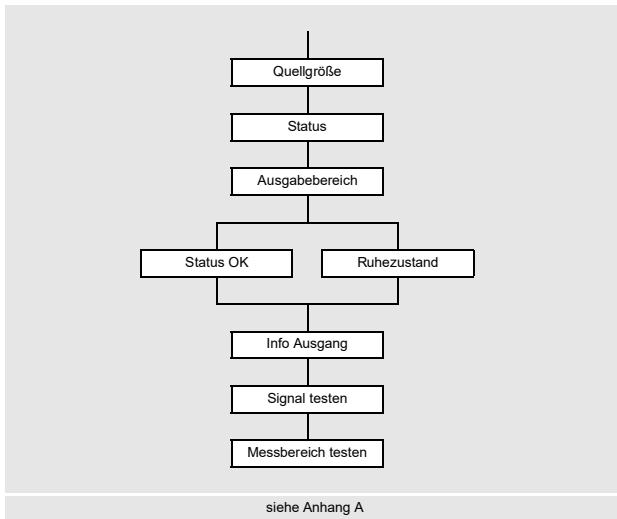 Quellgröße
Status
Ausgabebereich
Status OK
Ruhezustand
Info Ausgang
Signal testen
Messbereich testen
siehe Anhang A